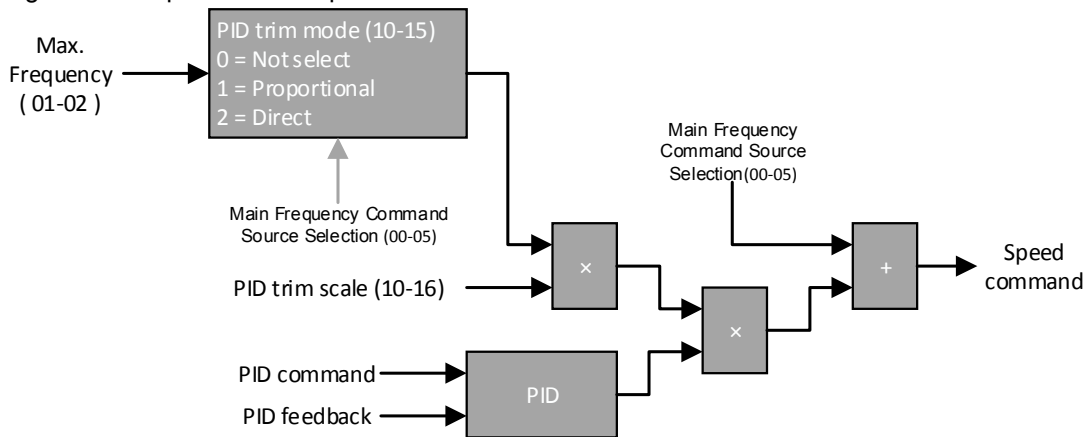 PID trim mode (10-15)
0 = Not select
1 = Proportional
2 = Direct
Max.
Frequency
( 01-02 )
Main Frequency
Command Source
Selection(00-05)
Main Frequency Command
Source Selection (00-05)
×
+
Speed
command
PID trim scale (10-16)
×
PID command
PID
PID feedback